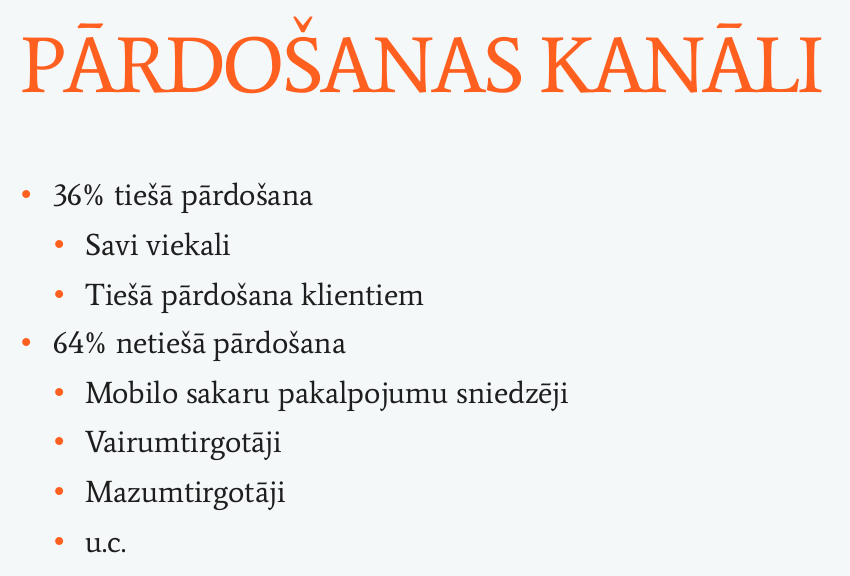 PĀRDOŠANAS KANĀLI
• 36% tiešā pārdošana
• Savi viekali
• Tiešā pārdošana klientiem
• 64% netiešā pārdošana
• Mobilo sakaru pakalpojumu sniedzēji
• Vairumtirgotāji
• Mazumtirgotāji
• u.c.